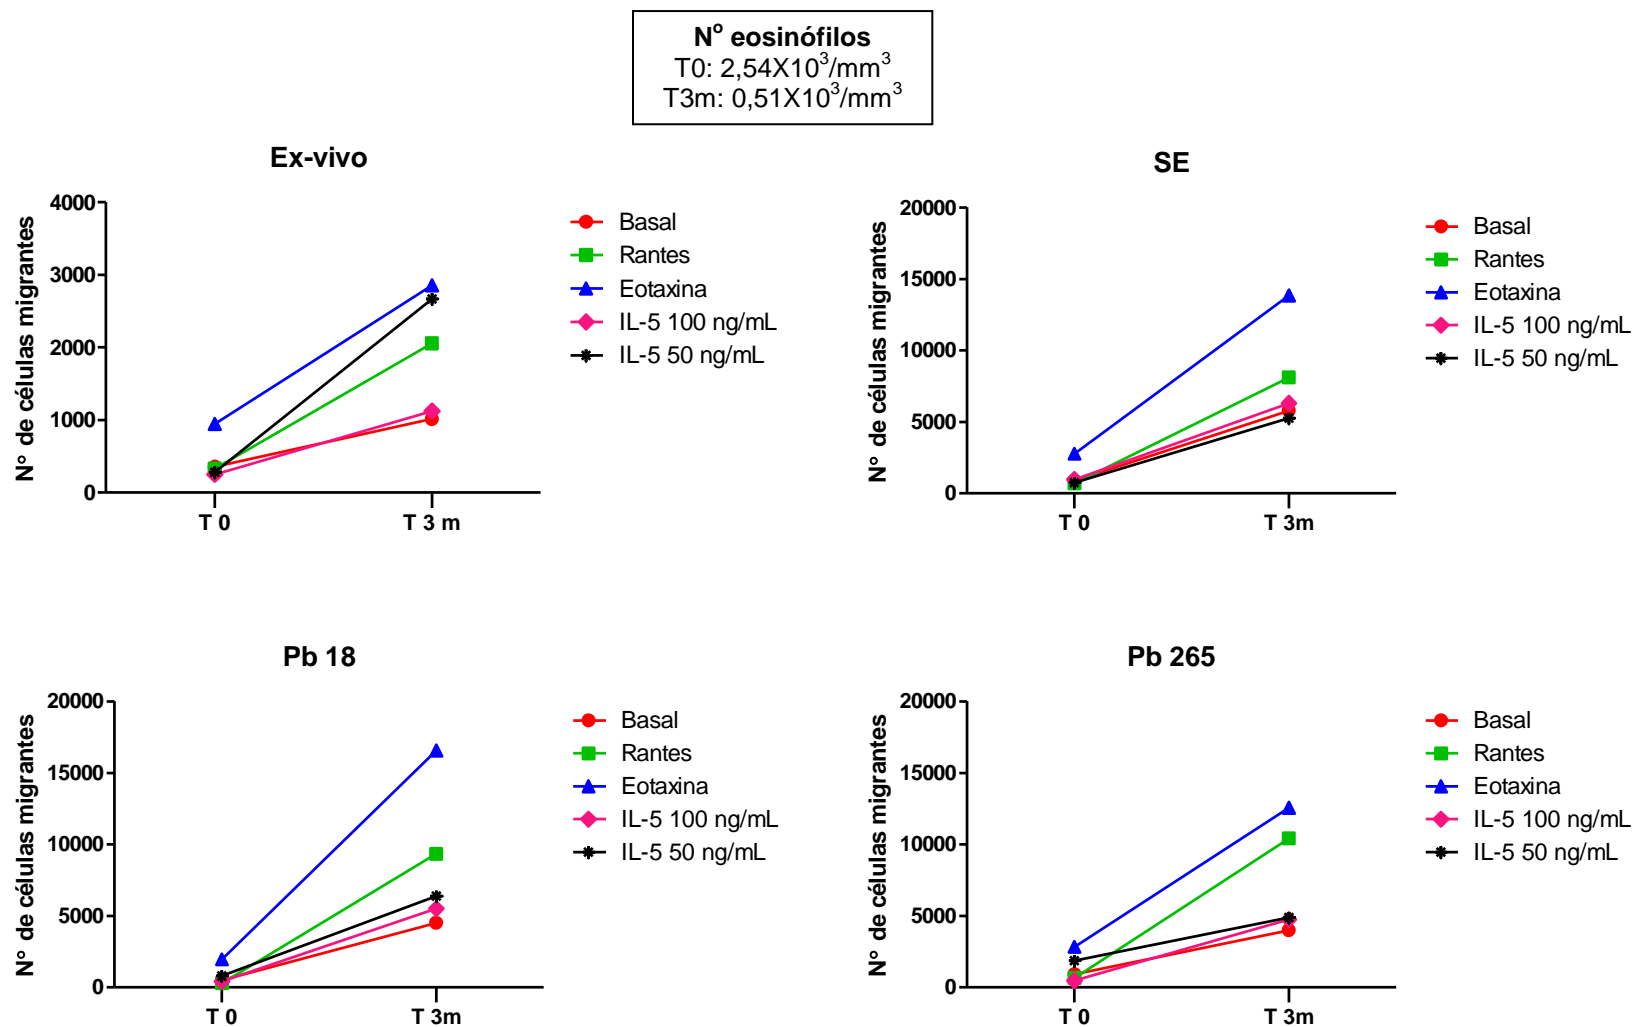 Nº eosinófilos
T0: 2,54X10³/mm³
T3m: 0,51X10³/mm³
Ex-vivo
N° de células migrantes
4000
3000
2000
1000
0
T 0
T 3 m
Basal
Rantes
Eotaxina
IL-5 100 ng/mL
IL-5 50 ng/mL
SE
N° de células migrantes
20000
15000
10000
5000
0
T 0
T 3m
Basal
Rantes
Eotaxina
IL-5 100 ng/mL
IL-5 50 ng/mL
Pb 18
N° de células migrantes
20000
15000
10000
5000
0
T 0
T 3m
Basal
Rantes
Eotaxina
IL-5 100 ng/mL
IL-5 50 ng/mL
Pb 265
N° de células migrantes
20000
15000
10000
5000
0
T 0
T 3m
Basal
Rantes
Eotaxina
IL-5 100 ng/mL
IL-5 50 ng/mL